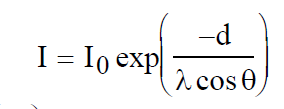 I = I₀ exp(−d / λ cos θ)